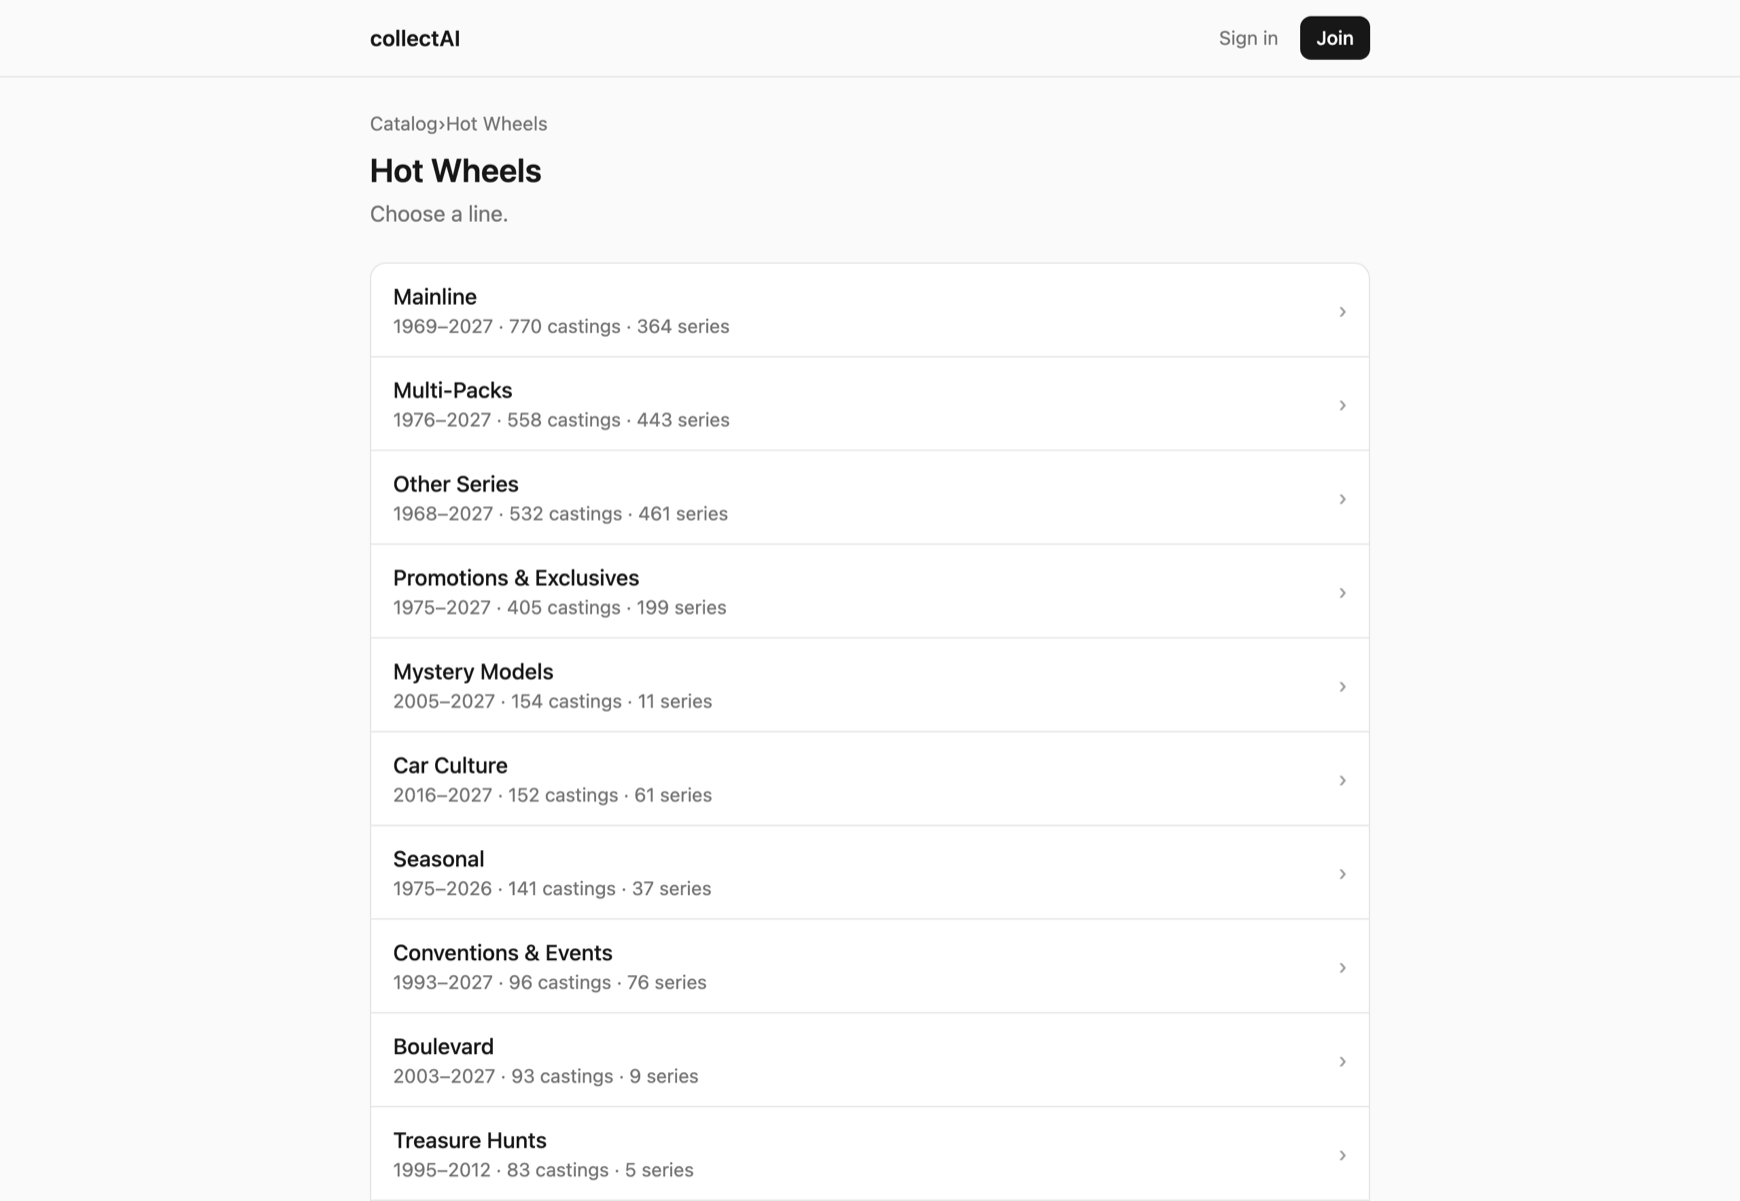 collectAI
Sign in
Join
Catalog›Hot Wheels
Hot Wheels
Choose a line.
Mainline
1969–2027 · 770 castings · 364 series
Multi-Packs
1976–2027 · 558 castings · 443 series
Other Series
1968–2027 · 532 castings · 461 series
Promotions & Exclusives
1975–2027 · 405 castings · 199 series
Mystery Models
2005–2027 · 154 castings · 11 series
Car Culture
2016–2027 · 152 castings · 61 series
Seasonal
1975–2026 · 141 castings · 37 series
Conventions & Events
1993–2027 · 96 castings · 76 series
Boulevard
2003–2027 · 93 castings · 9 series
Treasure Hunts
1995–2012 · 83 castings · 5 series